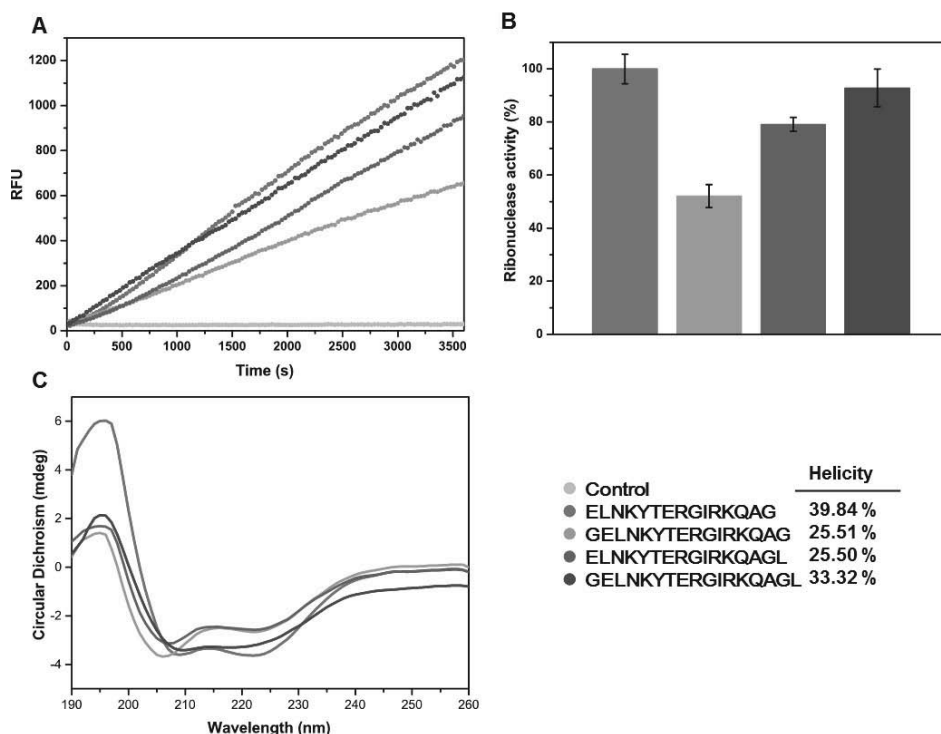 A
RFU
1200
1000
800
600
400
200
0
0 500 1000 1500 2000 2500 3000 3500
Time (s)
B
Ribonuclease activity (%)
100
80
60
40
20
0
C
Circular Dichroism (mdeg)
6
4
2
0
-2
-4
190 200 210 220 230 240 250 260
Wavelength (nm)
Helicity
Control
ELNKYTERGIRKQAG 39.84 %
GELNKYTERGIRKQAG 25.51 %
ELNKYTERGIRKQAGL 25.50 %
GELNKYTERGIRKQAGL 33.32 %